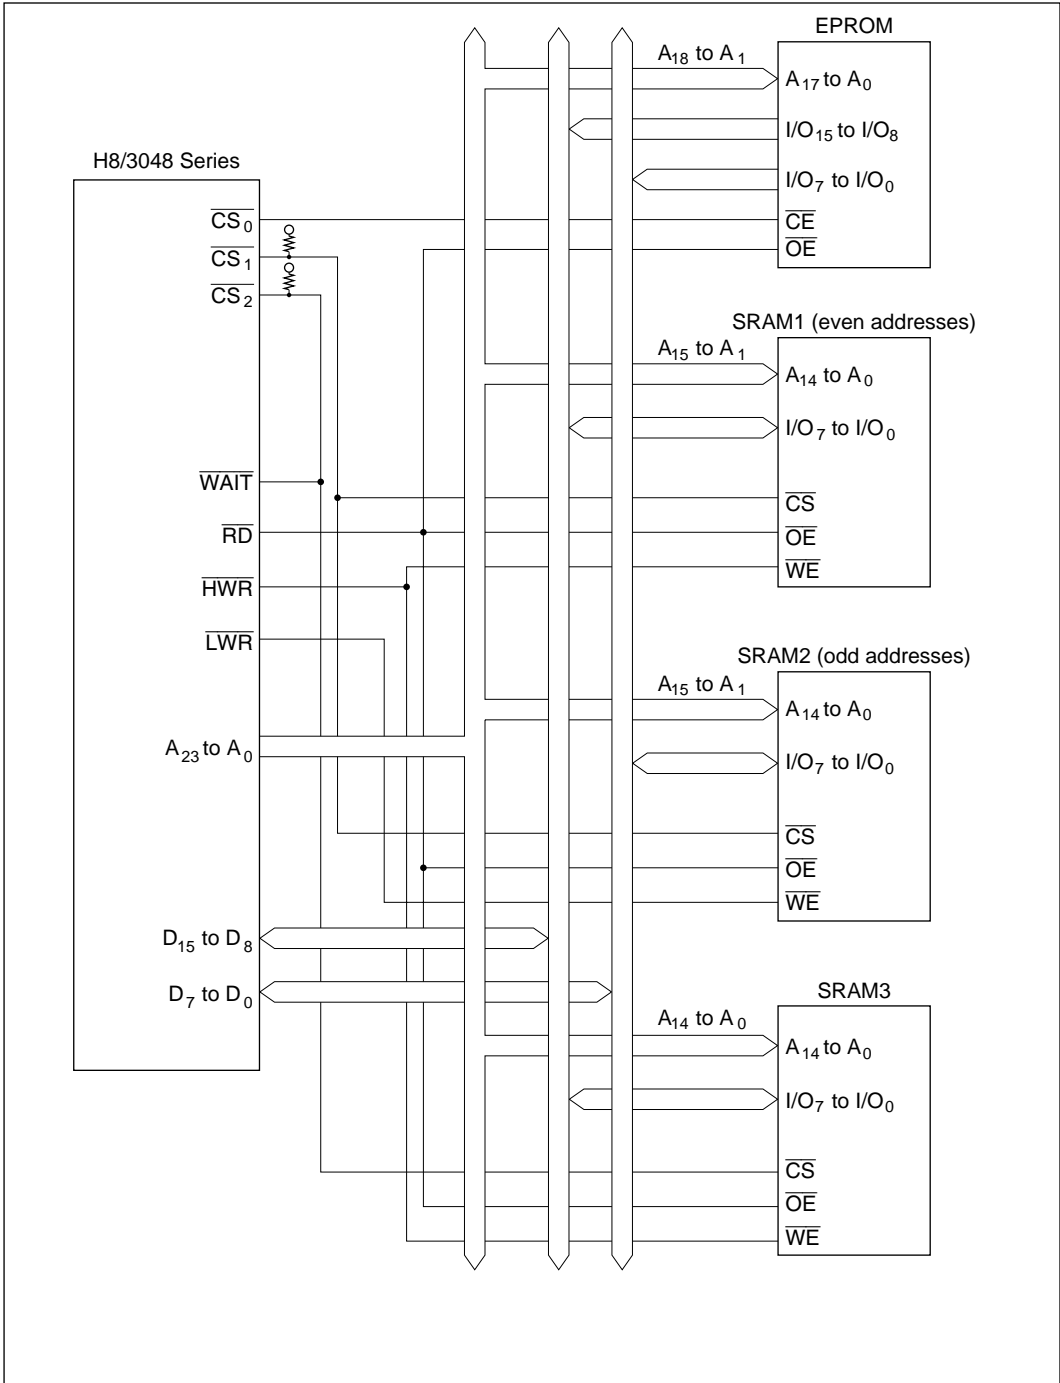 EPROM
A18 to A1
A17 to A0
I/O15 to I/O8
I/O7 to I/O0
CE
OE
H8/3048 Series
CS0
CS1
CS2
WAIT
RD
HWR
LWR
A23 to A0
D15 to D8
D7 to D0
SRAM1 (even addresses)
A15 to A1
A14 to A0
I/O7 to I/O0
CS
OE
WE
SRAM2 (odd addresses)
A15 to A1
A14 to A0
I/O7 to I/O0
CS
OE
WE
SRAM3
A14 to A0
A14 to A0
I/O7 to I/O0
CS
OE
WE